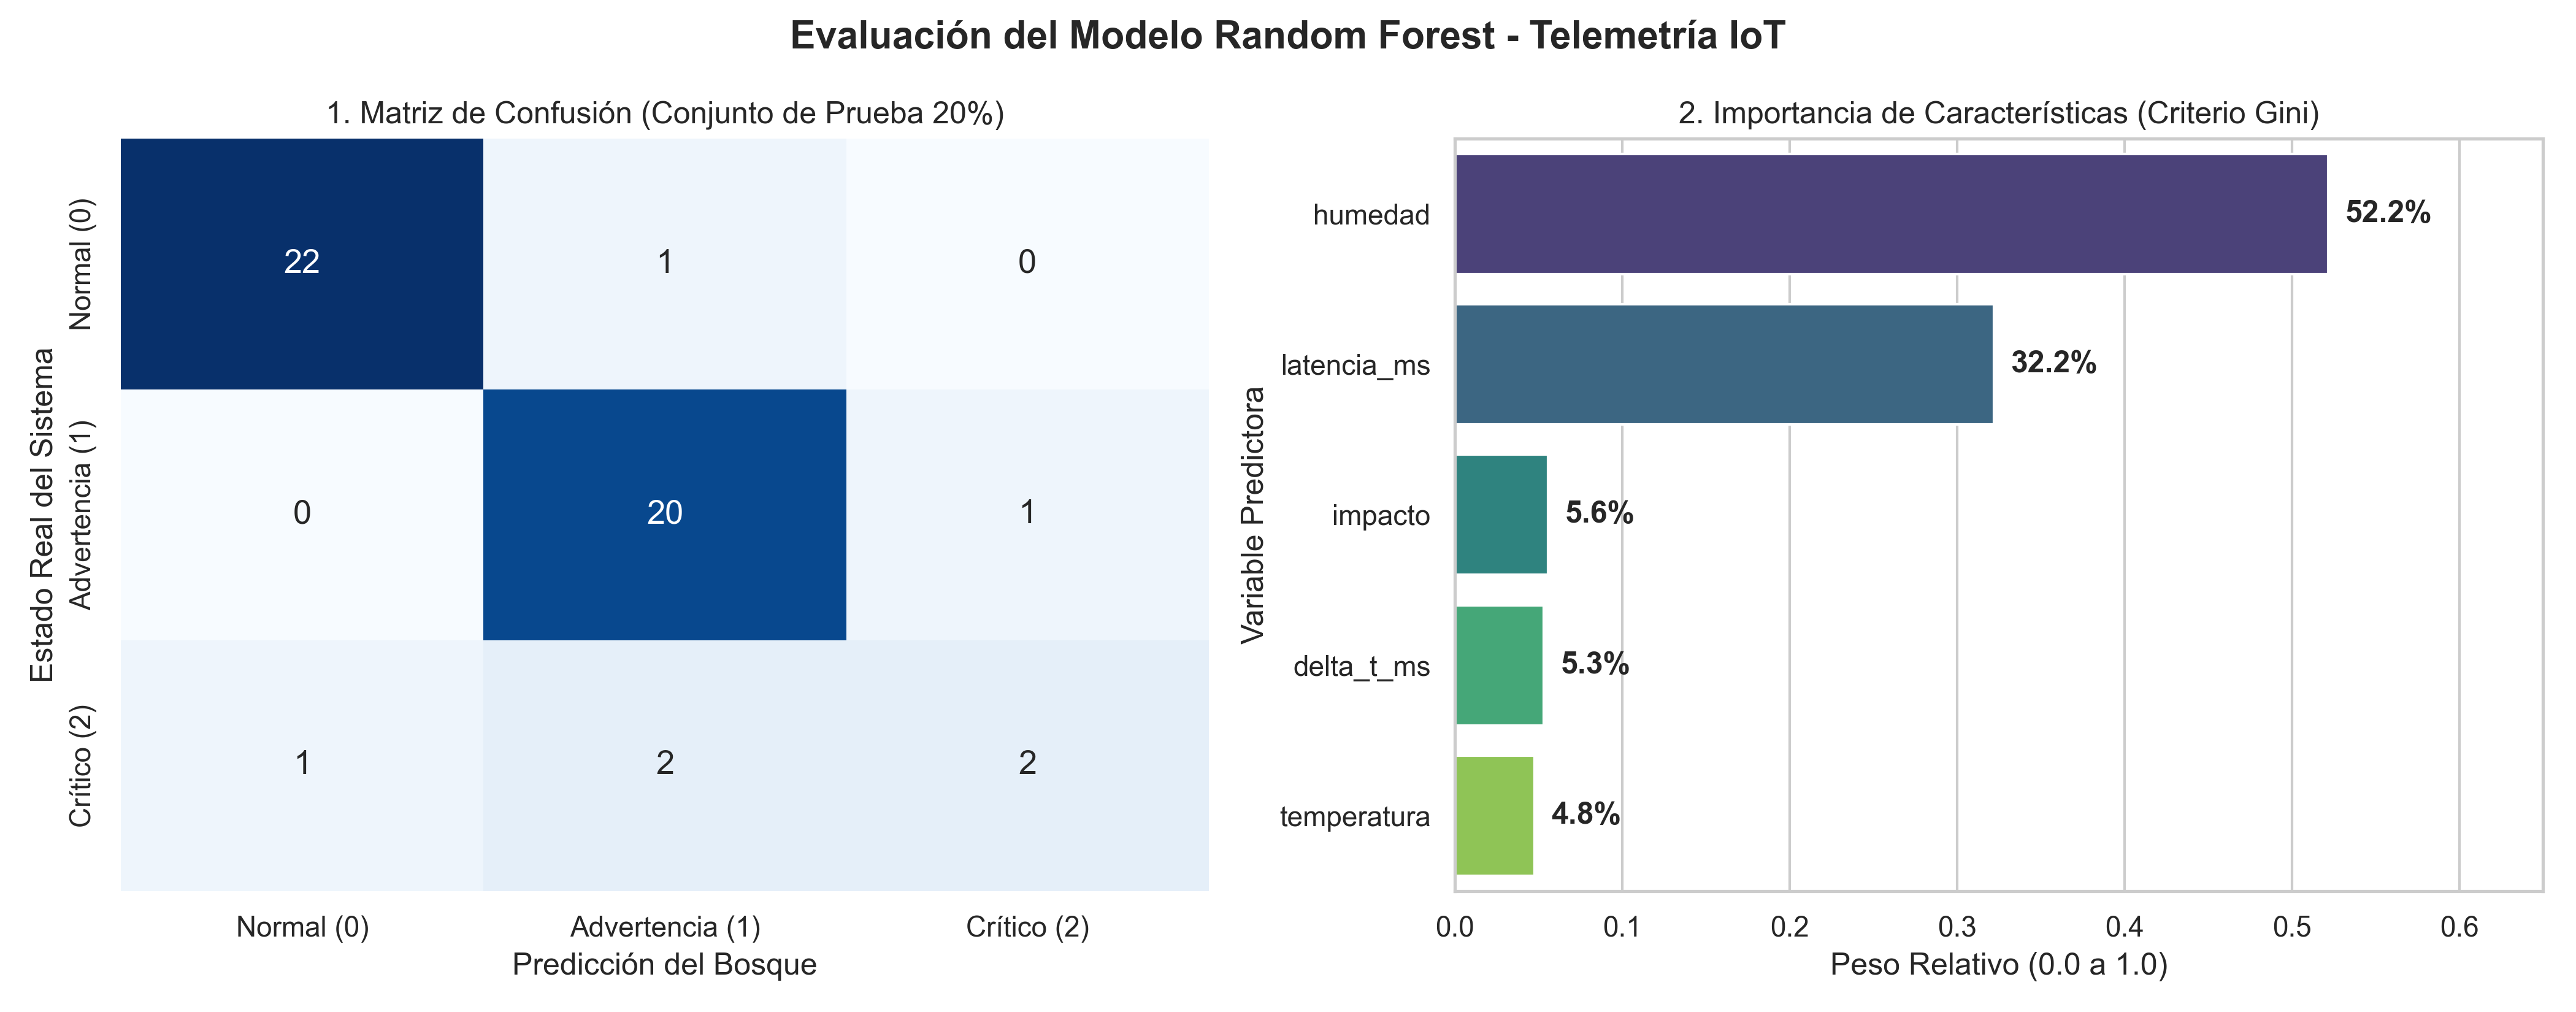 Evaluación del Modelo Random Forest - Telemetría IoT
1. Matriz de Confusión (Conjunto de Prueba 20%)
Estado Real del Sistema
Normal (0)
22
1
0
Advertencia (1)
0
20
1
Crítico (2)
1
2
2
Normal (0)
Advertencia (1)
Crítico (2)
Predicción del Bosque
2. Importancia de Características (Criterio Gini)
Variable Predictora
humedad
52.2%
latencia_ms
32.2%
impacto
5.6%
delta_t_ms
5.3%
temperatura
4.8%
0.0
0.1
0.2
0.3
0.4
0.5
0.6
Peso Relativo (0.0 a 1.0)